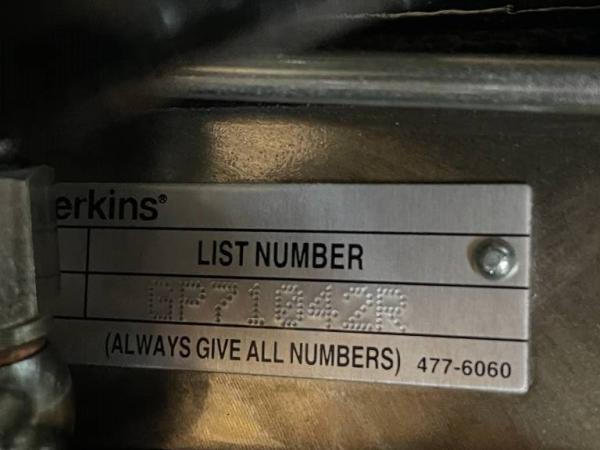 erkins®
LIST NUMBER
GP71042R
(ALWAYS GIVE ALL NUMBERS) 477-6060